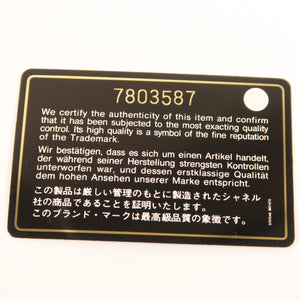 7803587
We certify the authenticity of this item and confirm
that it has been subjected to the most exacting quality
control. Its high quality is a symbol of the fine reputation
of the Trademark.
Wir bestätigen, dass es sich um einen Artikel handelt,
der während seiner Herstellung strengsten Kontrollen
unterworfen war, und dessen erstklassige Qualität
dem hohen Ansehen unserer Marke entspricht.
この製品は厳しい管理のもとに製造されたシャネル
社の商品であることを証明いたします。
このブランド・マークは最高級品質の象徴です。